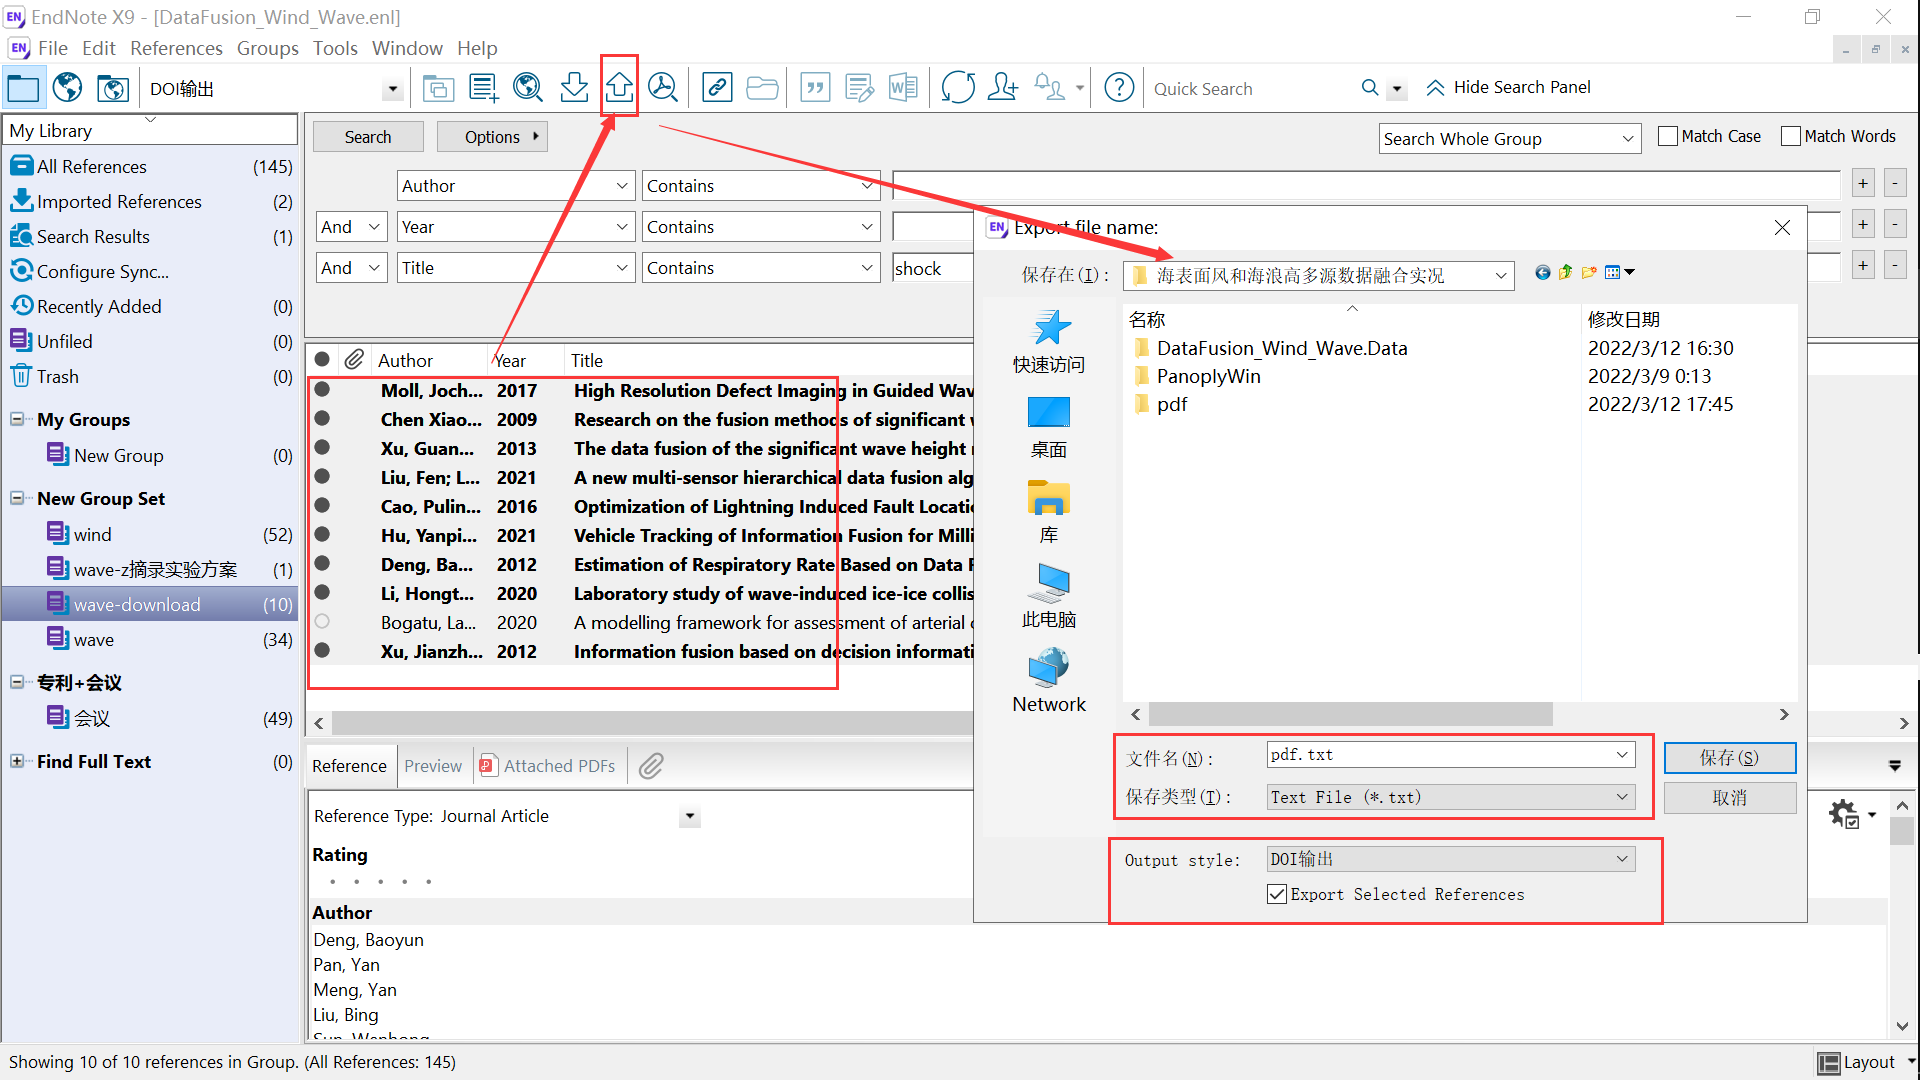 EndNote X9 - [DataFusion_Wind_Wave.enl]
File Edit References Groups Tools Window Help
DOI输出
Quick Search
Hide Search Panel
My Library
All References (145)
Imported References (2)
Search Results (1)
Configure Sync...
Recently Added (0)
Unfiled (0)
Trash (0)
My Groups
New Group (0)
New Group Set
wind (52)
wave-z摘录实验方案 (1)
wave-download (10)
wave (34)
专利+会议
会议 (49)
Find Full Text (0)
Search Options
Search Whole Group
Match Case
Match Words
Author Contains + -
And Year Contains + -
And Title Contains shock + -
Author Year Title
Moll, Joch... 2017 High Resolution Defect Imaging in Guided Wav
Chen Xiao... 2009 Research on the fusion methods of significant
Xu, Guan... 2013 The data fusion of the significant wave height
Liu, Fen; L... 2021 A new multi-sensor hierarchical data fusion alg
Cao, Pulin... 2016 Optimization of Lightning Induced Fault Locatio
Hu, Yanpi... 2021 Vehicle Tracking of Information Fusion for Milli
Deng, Ba... 2012 Estimation of Respiratory Rate Based on Data
Li, Hongt... 2020 Laboratory study of wave-induced ice-ice collis
Bogatu, La... 2020 A modelling framework for assessment of arterial
Xu, Jianzh... 2012 Information fusion based on decision informati
Reference Preview Attached PDFs
Reference Type: Journal Article
Rating
Author
Deng, Baoyun
Pan, Yan
Meng, Yan
Liu, Bing
Export file name:
保存在(I): 海表面风和海浪高多源数据融合实况
快速访问
桌面
库
此电脑
Network
名称 修改日期
DataFusion_Wind_Wave.Data 2022/3/12 16:30
PanoplyWin 2022/3/9 0:13
pdf 2022/3/12 17:45
文件名(N): pdf.txt 保存(S)
保存类型(T): Text File (*.txt) 取消
Output style: DOI输出
Export Selected References
Showing 10 of 10 references in Group. (All References: 145)
Layout